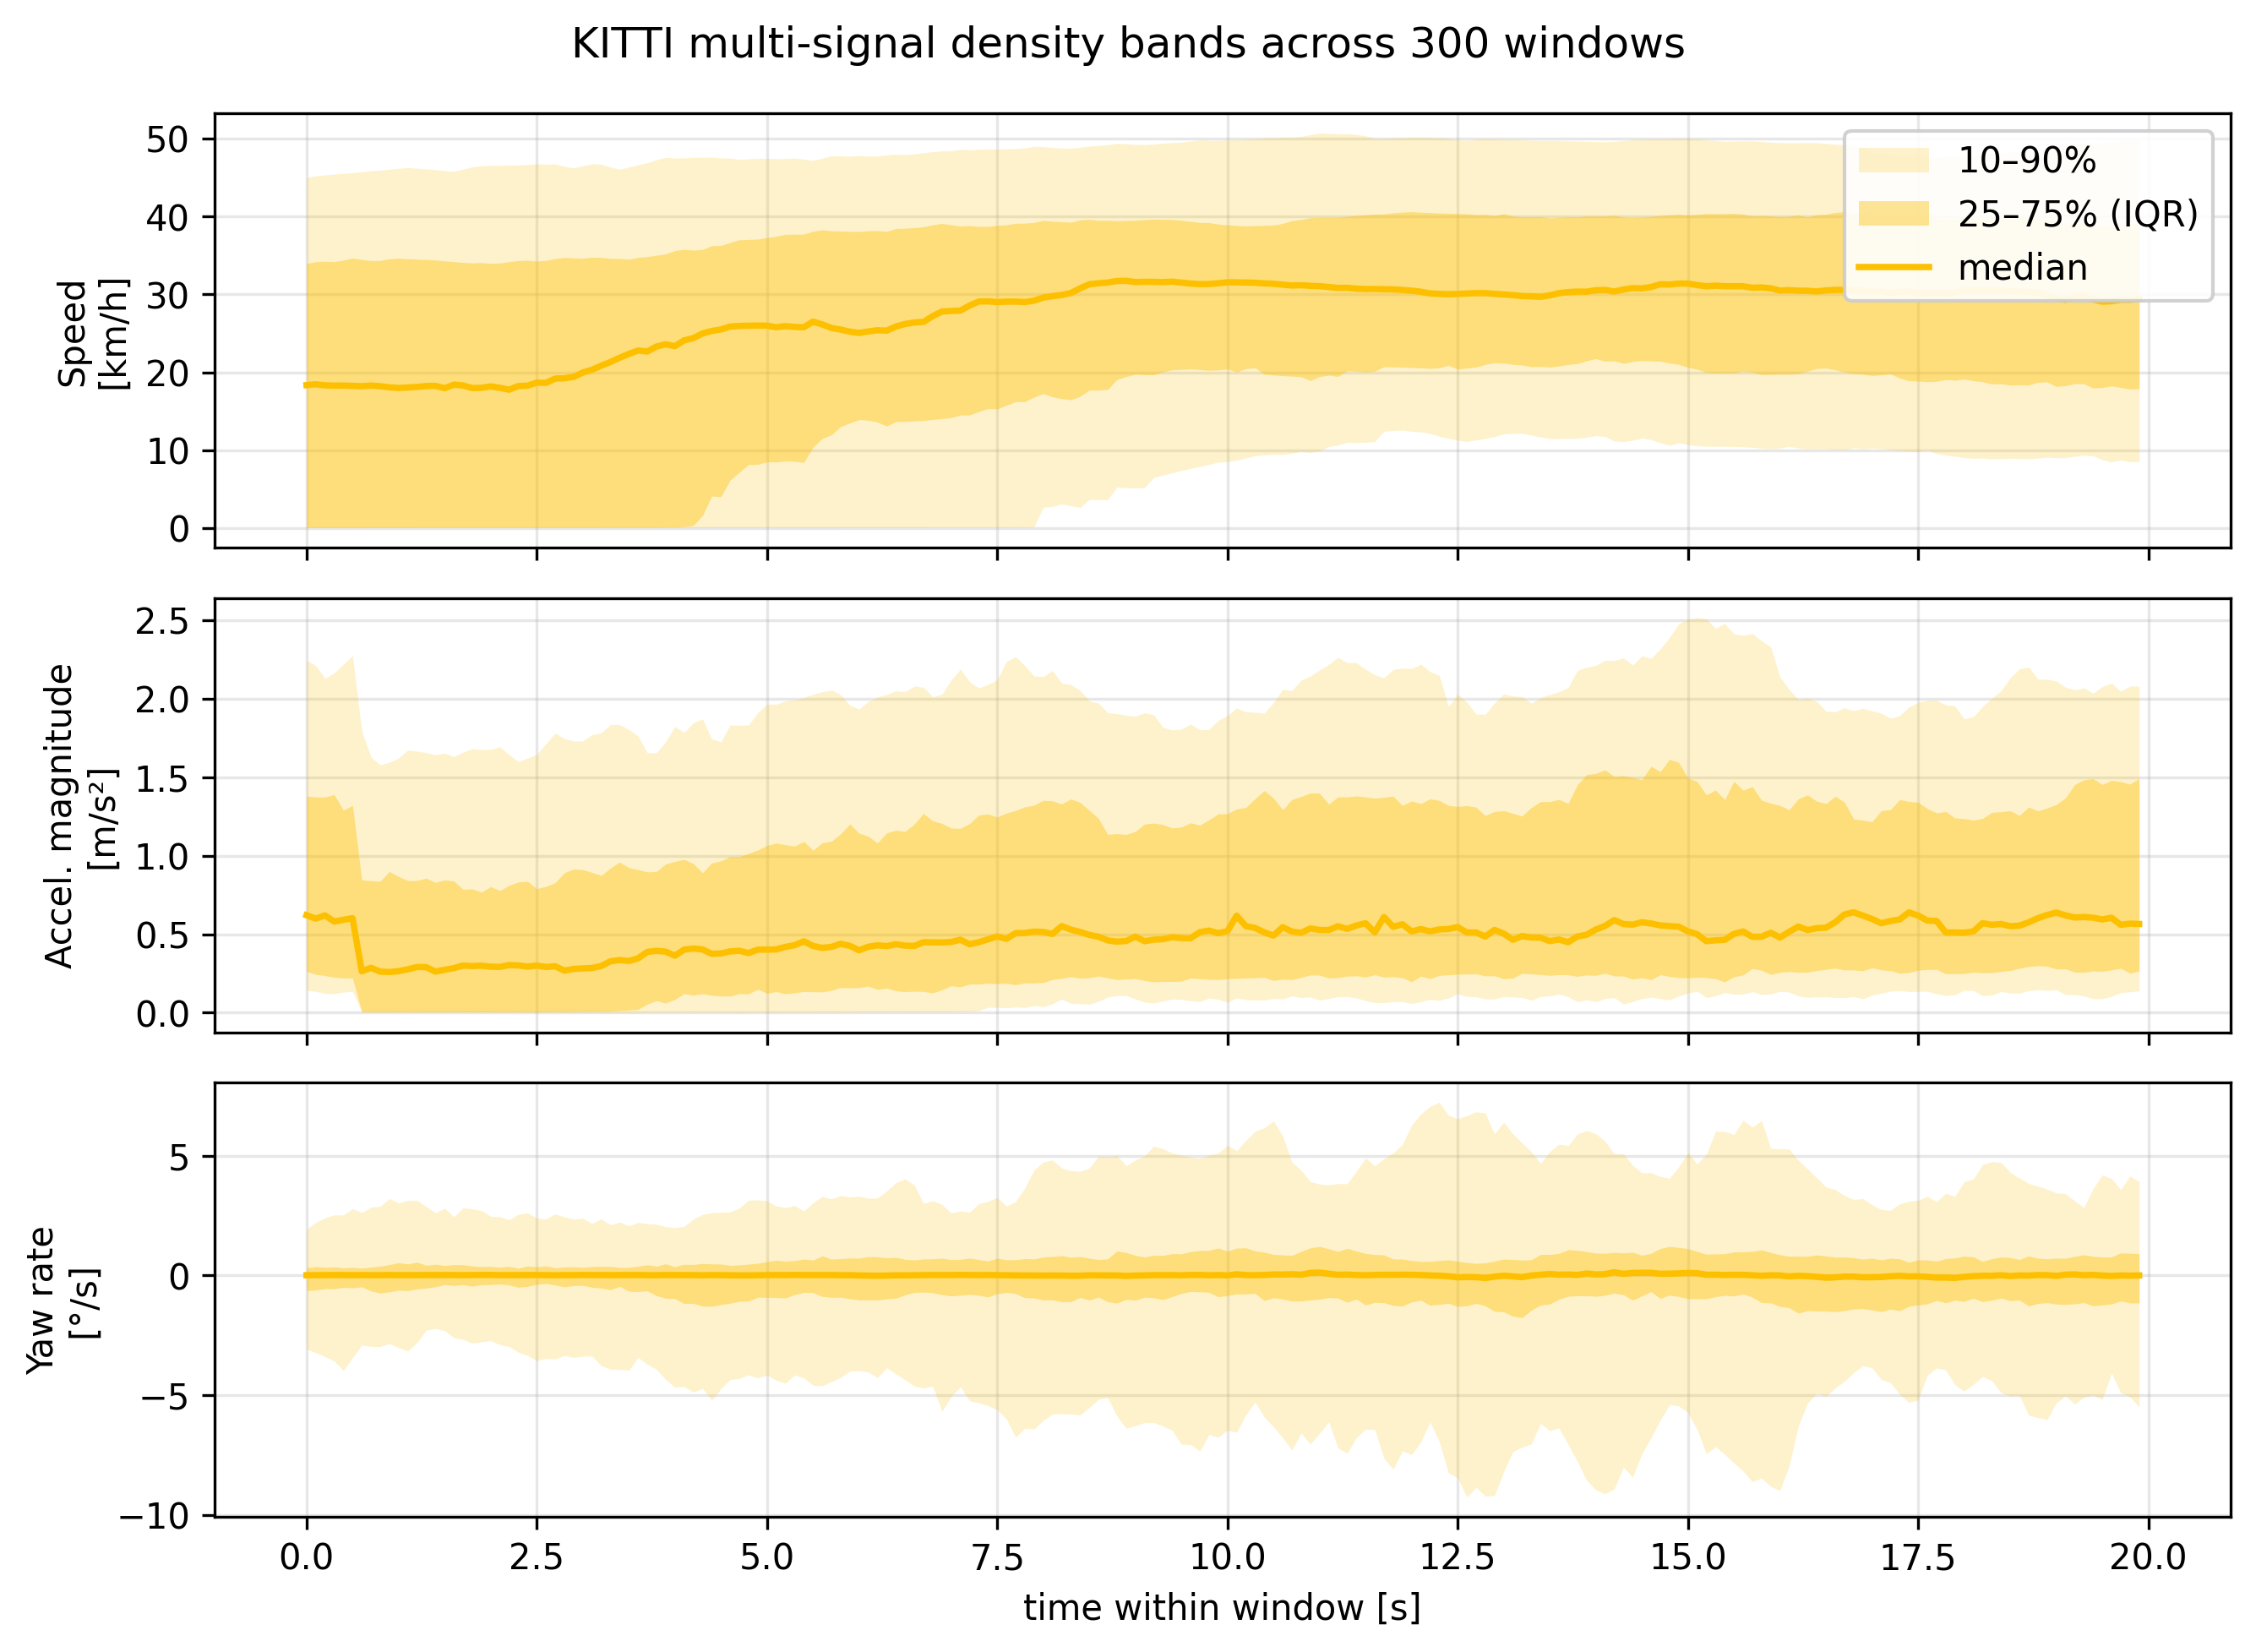 KITTI multi-signal density bands across 300 windows
50
40
30
20
10
0
Speed
[km/h]
10–90%
25–75% (IQR)
median
2.5
2.0
1.5
1.0
0.5
0.0
Accel. magnitude
[m/s²]
5
0
−5
−10
Yaw rate
[°/s]
0.0 2.5 5.0 7.5 10.0 12.5 15.0 17.5 20.0
time within window [s]